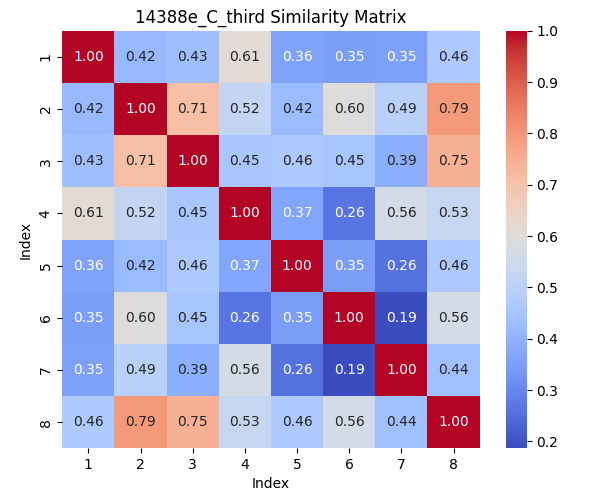 14388e_C_third Similarity Matrix
1 1.00 0.42 0.43 0.61 0.36 0.35 0.35 0.46
2 0.42 1.00 0.71 0.52 0.42 0.60 0.49 0.79
3 0.43 0.71 1.00 0.45 0.46 0.45 0.39 0.75
4 0.61 0.52 0.45 1.00 0.37 0.26 0.56 0.53
5 0.36 0.42 0.46 0.37 1.00 0.35 0.26 0.46
6 0.35 0.60 0.45 0.26 0.35 1.00 0.19 0.56
7 0.35 0.49 0.39 0.56 0.26 0.19 1.00 0.44
8 0.46 0.79 0.75 0.53 0.46 0.56 0.44 1.00
1 2 3 4 5 6 7 8
Index
Index
1.0
0.9
0.8
0.7
0.6
0.5
0.4
0.3
0.2